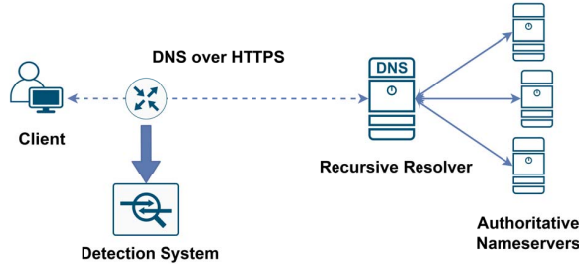 DNS over HTTPS
DNS
Client
Recursive Resolver
Detection System
Authoritative
Nameservers